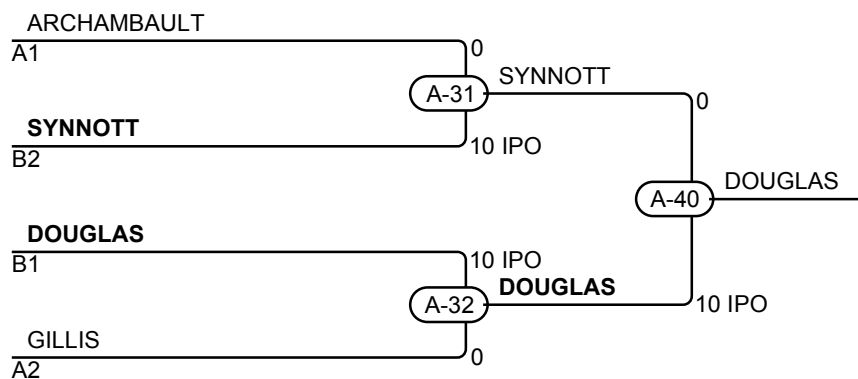 ARCHAMBAULT
A1
0
A-31
SYNNOTT
0
SYNNOTT
10 IPO
B2
A-40
DOUGLAS
DOUGLAS
B1
10 IPO
A-32
DOUGLAS
10 IPO
GILLIS
A2
0